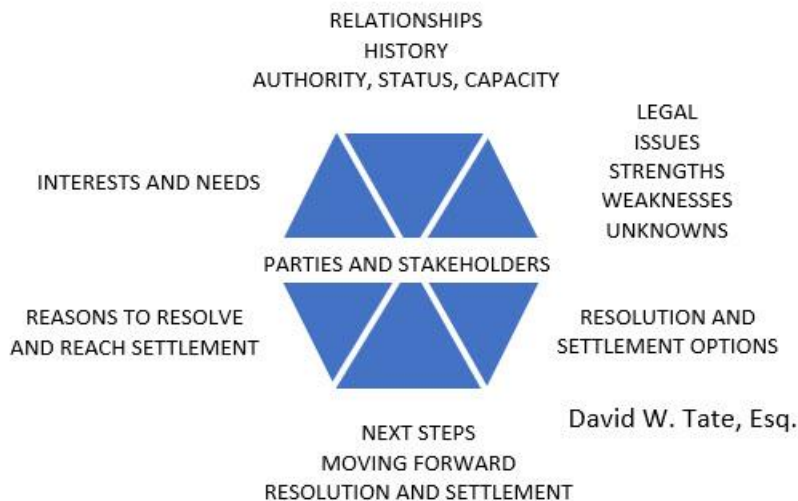 RELATIONSHIPS
HISTORY
AUTHORITY, STATUS, CAPACITY
LEGAL
ISSUES
STRENGTHS
WEAKNESSES
UNKNOWNS
INTERESTS AND NEEDS
PARTIES AND STAKEHOLDERS
REASONS TO RESOLVE
AND REACH SETTLEMENT
RESOLUTION AND
SETTLEMENT OPTIONS
David W. Tate, Esq.
NEXT STEPS
MOVING FORWARD
RESOLUTION AND SETTLEMENT